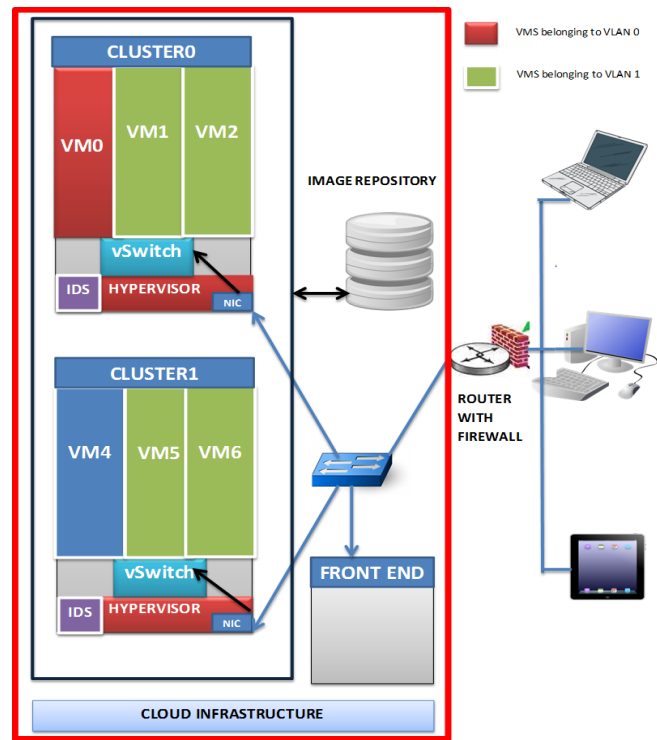 CLUSTER0
VM0
VM1
VM2
vSwitch
IDS
HYPERVISOR
NIC
CLUSTER1
VM4
VM5
VM6
vSwitch
IDS
HYPERVISOR
NIC
IMAGE REPOSITORY
FRONT END
CLOUD INFRASTRUCTURE
VMS belonging to VLAN 0
VMS belonging to VLAN 1
ROUTER
WITH
FIREWALL